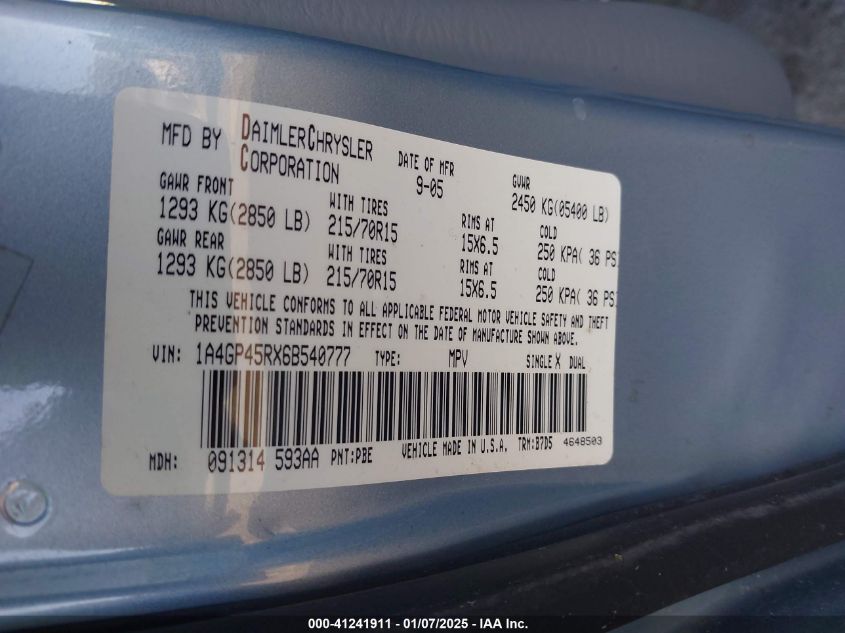 MFD BY DAIMLERCHRYSLER CORPORATION
DATE OF MFR 9-05
GVWR 2450 KG(05400 LB)
GAWR FRONT WITH TIRES RIMS AT COLD
1293 KG(2850 LB) 215/70R15 15X6.5 250 KPA( 36 PS
GAWR REAR WITH TIRES RIMS AT COLD
1293 KG(2850 LB) 215/70R15 15X6.5 250 KPA( 36 PS
THIS VEHICLE CONFORMS TO ALL APPLICABLE FEDERAL MOTOR VEHICLE SAFETY AND THEFT
PREVENTION STANDARDS IN EFFECT ON THE DATE OF MANUFACTURE SHOWN ABOVE.
VIN: 1A4GP45RX6B540777 TYPE: MPV SINGLE X DUAL
MDH: 091314 593AA PNT:PBE VEHICLE MADE IN U.S.A. TRM:B7D5 4648503
000-41241911 - 01/07/2025 - IAA Inc.